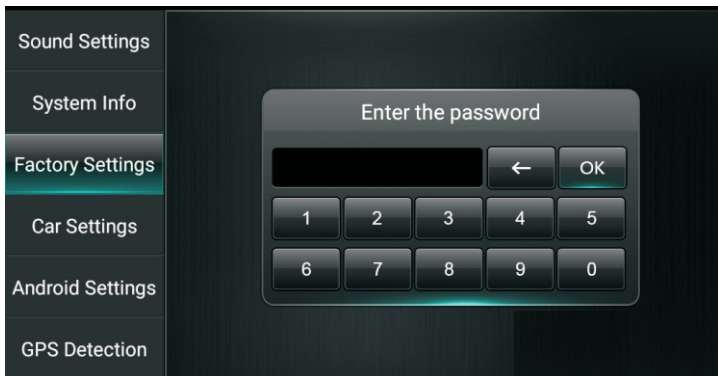 Sound Settings
System Info
Factory Settings
Car Settings
Android Settings
GPS Detection
Enter the password
← OK
1 2 3 4 5
6 7 8 9 0